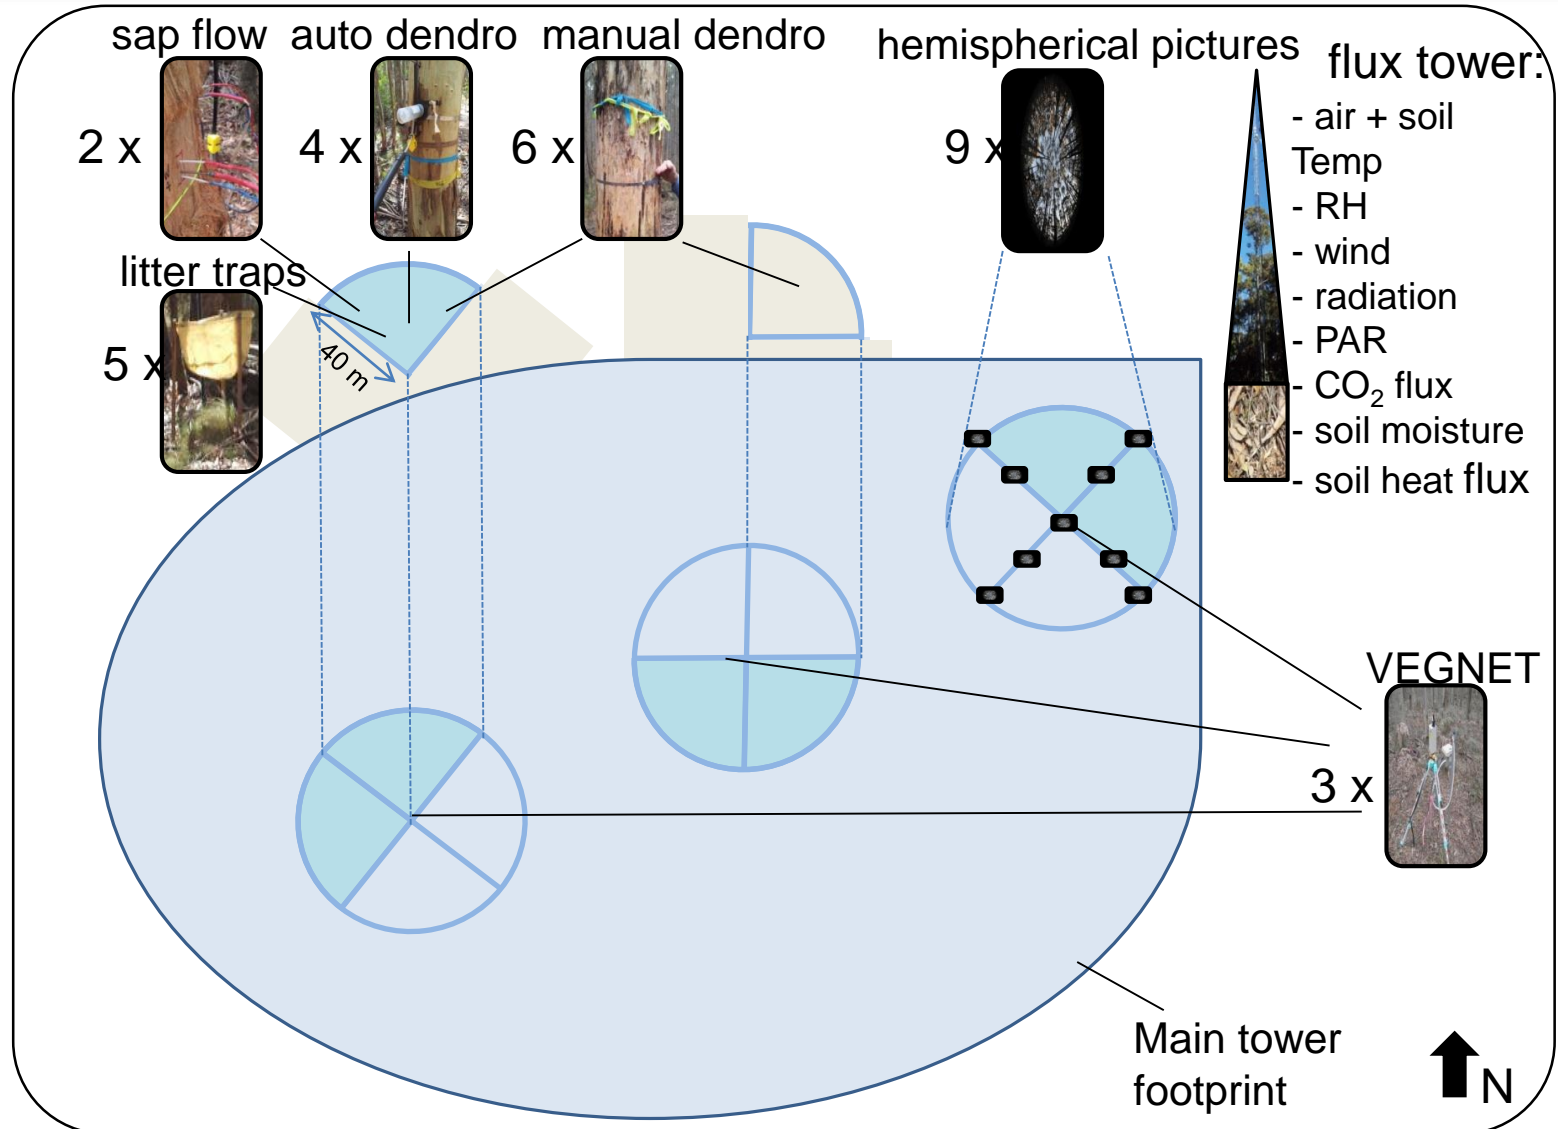 sap flow
auto dendro
manual dendro
hemispherical pictures
flux tower:
2 x
4 x
6 x
9 x
- air + soil
Temp
- RH
- wind
- radiation
- PAR
- CO₂ flux
- soil moisture
- soil heat flux
litter traps
5 x
40 m
VEGNET
3 x
Main tower
footprint
N